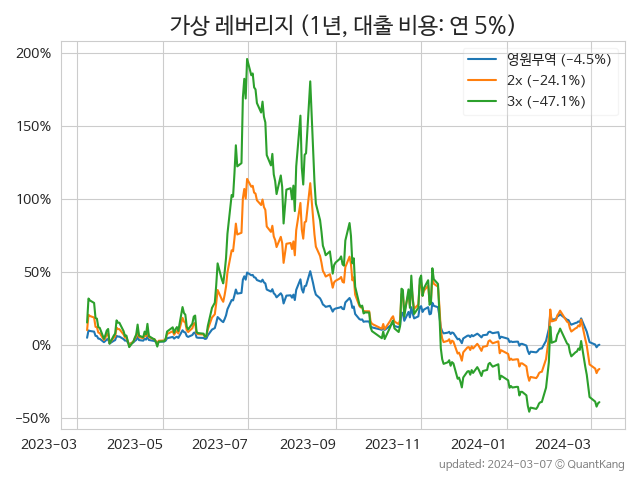 가상 레버리지 (1년, 대출 비용: 연 5%)
영원무역 (−4.5%)
2x (−24.1%)
3x (−47.1%)
200%
150%
100%
50%
0%
−50%
2023-03
2023-05
2023-07
2023-09
2023-11
2024-01
2024-03
updated: 2024-03-07 © QuantKang